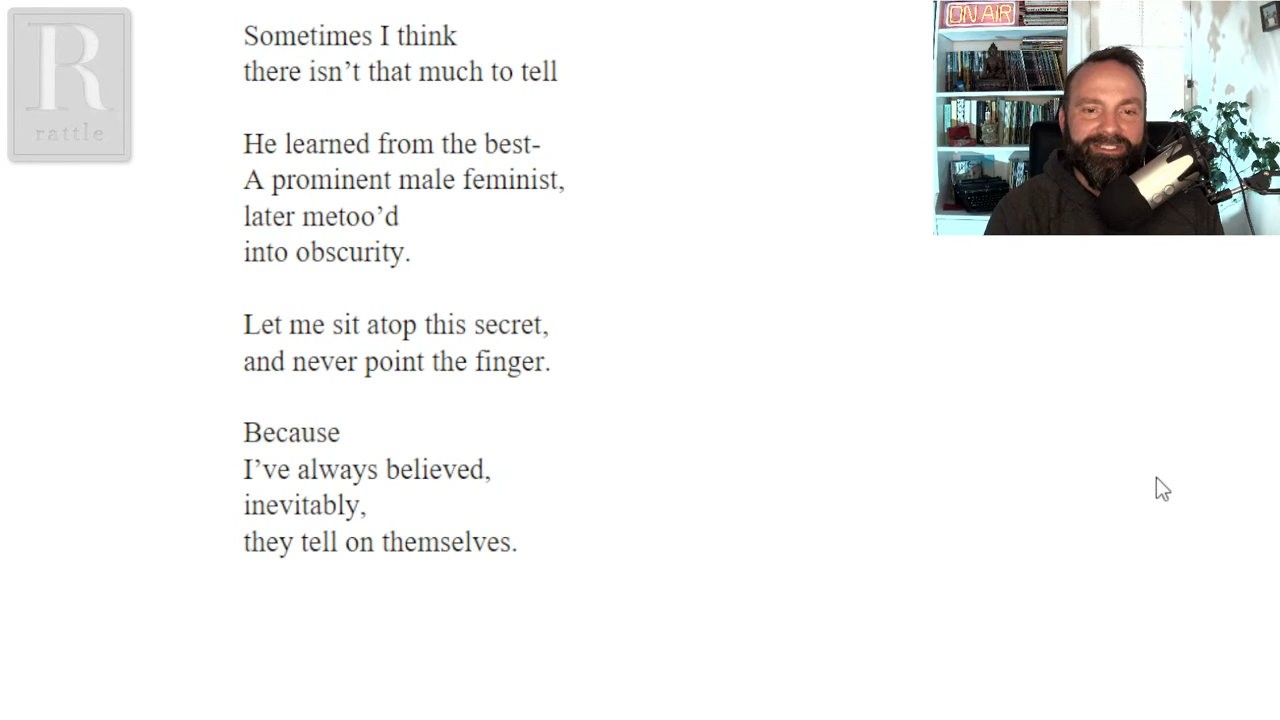 R
rattle
Sometimes I think
there isn’t that much to tell
He learned from the best-
A prominent male feminist,
later metoo’d
into obscurity.
Let me sit atop this secret,
and never point the finger.
Because
I’ve always believed,
inevitably,
they tell on themselves.
ON AIR